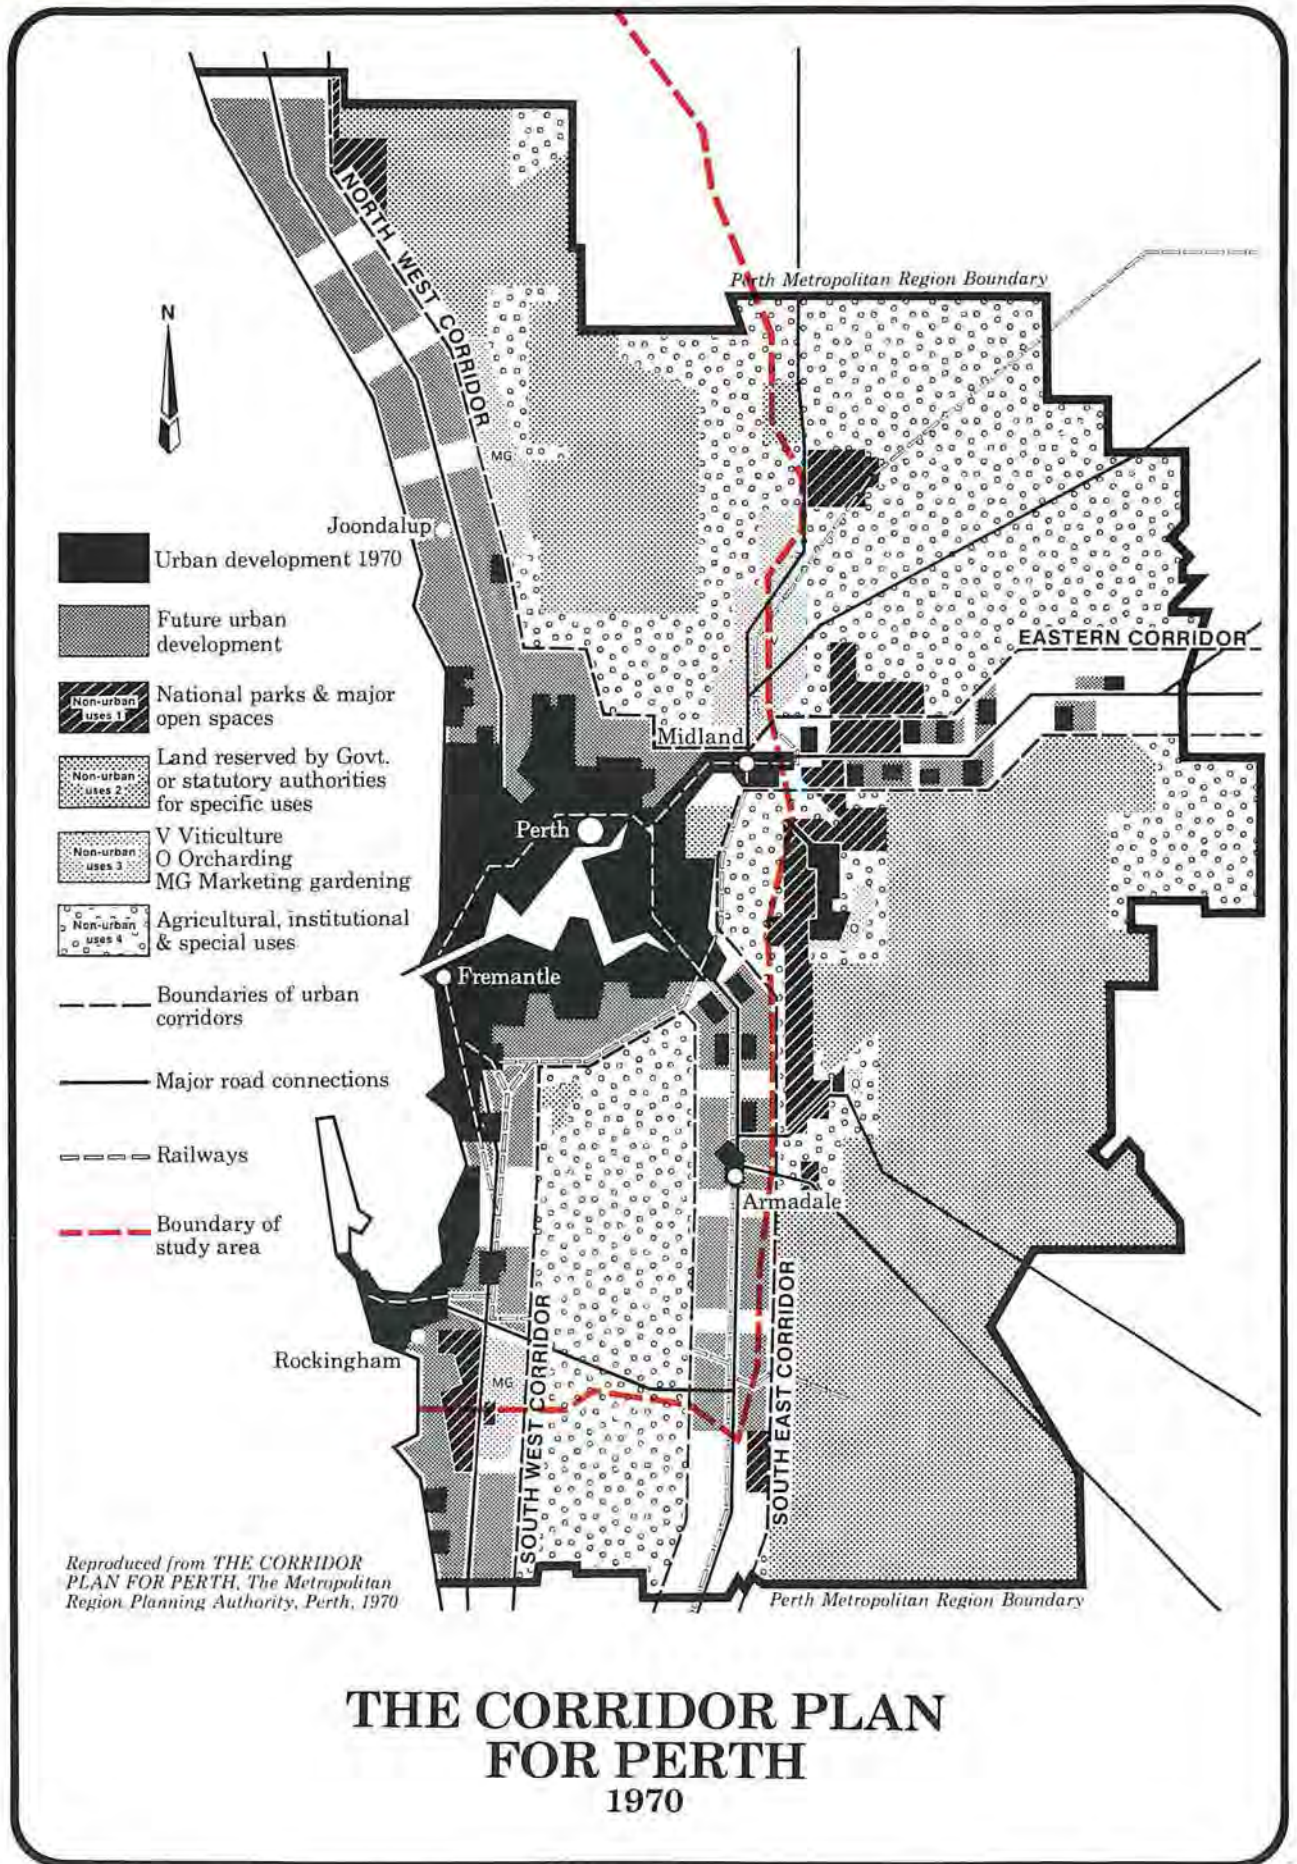 Perth Metropolitan Region Boundary
N
NORTH WEST CORRIDOR
MG
Joondalup
EASTERN CORRIDOR
Midland
Perth
Fremantle
Armadale
Rockingham
MG
SOUTH WEST CORRIDOR
SOUTH EAST CORRIDOR
Perth Metropolitan Region Boundary
Urban development 1970
Future urban
development
Non-urban
uses 1
National parks & major
open spaces
Non-urban
uses 2
Land reserved by Govt.
or statutory authorities
for specific uses
Non-urban
uses 3
V Viticulture
O Orcharding
MG Marketing gardening
Non-urban
uses 4
Agricultural, institutional
& special uses
Boundaries of urban
corridors
Major road connections
Railways
Boundary of
study area
Reproduced from THE CORRIDOR
PLAN FOR PERTH, The Metropolitan
Region Planning Authority, Perth, 1970
THE CORRIDOR PLAN
FOR PERTH
1970